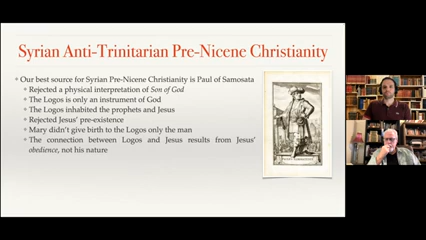 Syrian Anti-Trinitarian Pre-Nicene Christianity
Our best source for Syrian Pre-Nicene Christianity is Paul of Samosata
Rejected a physical interpretation of Son of God
The Logos is only an instrument of God
The Logos inhabited the prophets and Jesus
Rejected Jesus' pre-existence
Mary didn't give birth to the Logos only the man
The connection between Logos and Jesus results from Jesus'
obedience, not his nature